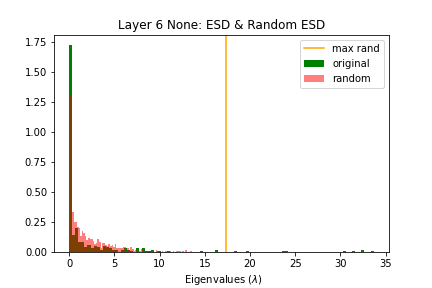 Layer 6 None: ESD & Random ESD
1.75
1.50
1.25
1.00
0.75
0.50
0.25
0.00
max rand
original
random
0 5 10 15 20 25 30 35
Eigenvalues (λ)